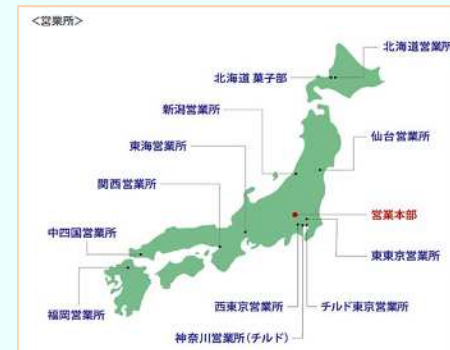 ＜営業所＞
北海道営業所
北海道 菓子部
新潟営業所
仙台営業所
東海営業所
関西営業所
営業本部
中四国営業所
東東京営業所
福岡営業所
西東京営業所
チルド東京営業所
神奈川営業所(チルド)